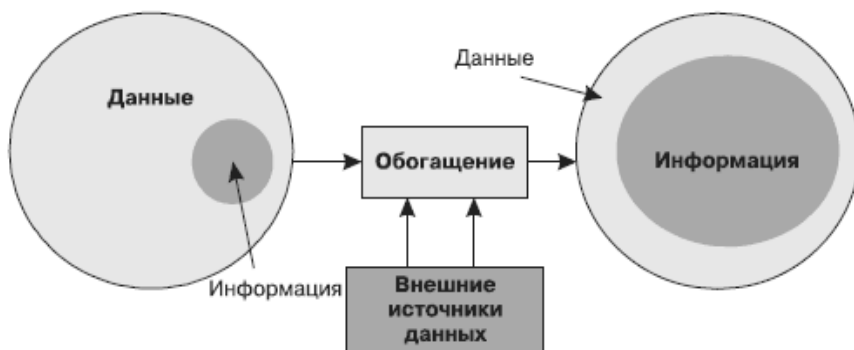 Данные
Данные
Обогащение
Информация
Информация
Внешние
источники
данных